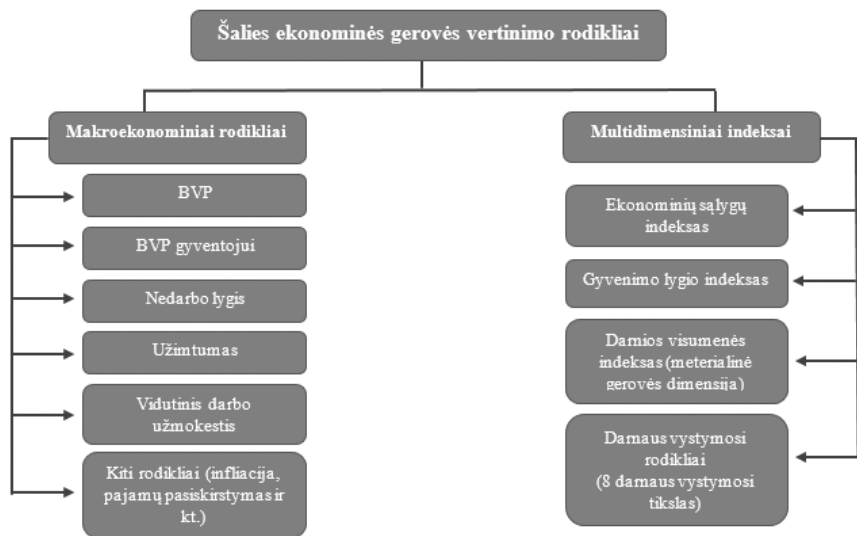 Šalies ekonominės gerovės vertinimo rodikliai
Makroekonominiai rodikliai
BVP
BVP gyventojui
Nedarbo lygis
Užimtumas
Vidutinis darbo
užmokestis
Kiti rodikliai (infliacija,
pajamų pasiskirstymas ir
kt.)
Multidimensiniai indeksai
Ekonominių sąlygų
indeksas
Gyvenimo lygio indeksas
Darnios visumenės
indeksas (meterialinė
gerovės dimensija)
Darnaus vystymosi
rodikliai
(8 darnaus vystymosi
tikslas)